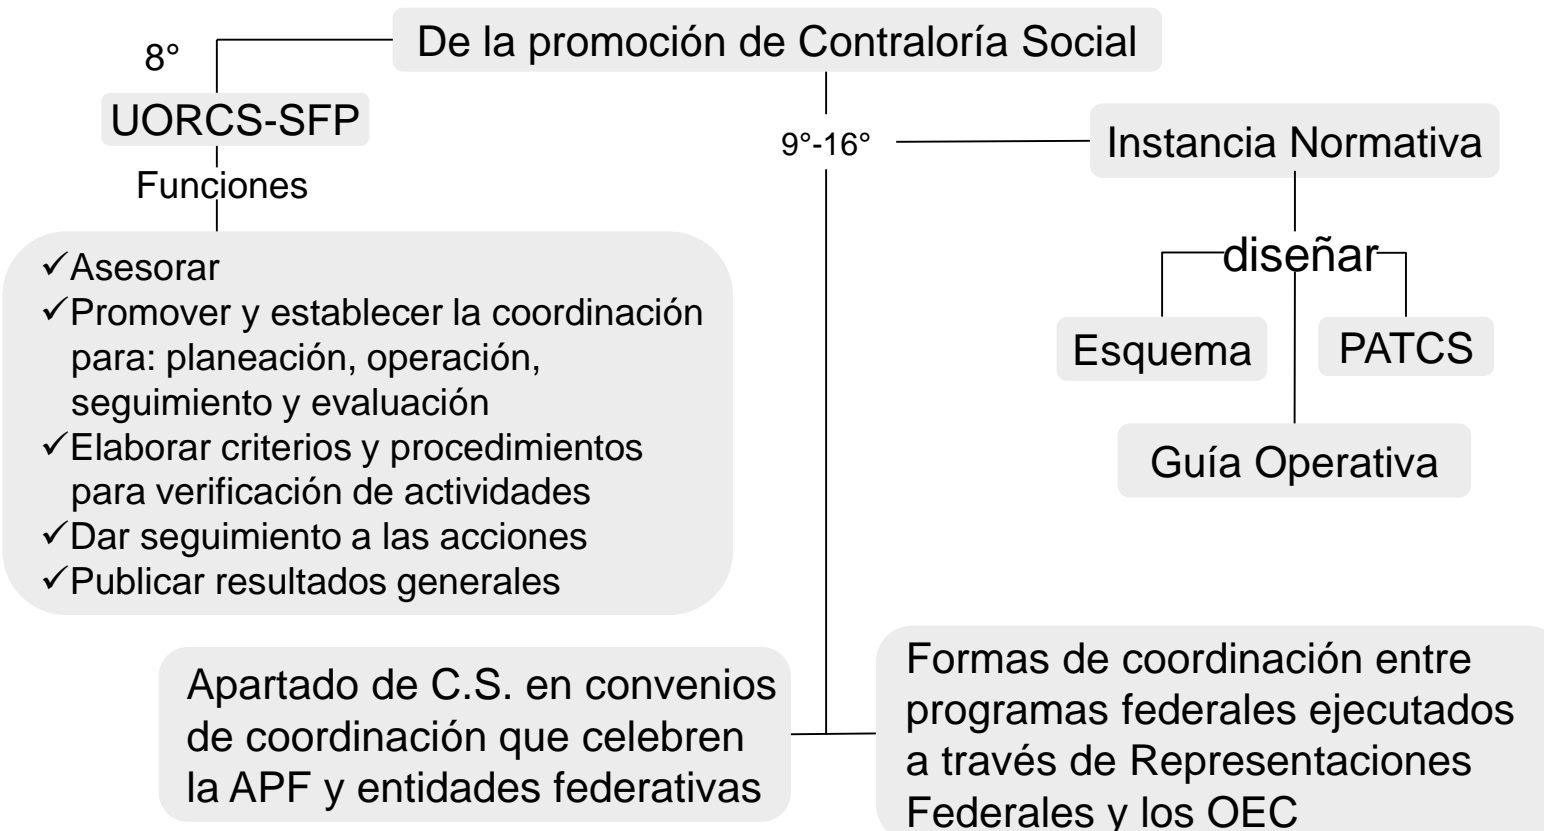 De la promoción de Contraloría Social
8°
UORCS-SFP
Funciones
✓Asesorar
✓Promover y establecer la coordinación
para: planeación, operación,
seguimiento y evaluación
✓Elaborar criterios y procedimientos
para verificación de actividades
✓Dar seguimiento a las acciones
✓Publicar resultados generales
9°-16°
Instancia Normativa
diseñar
Esquema
PATCS
Guía Operativa
Apartado de C.S. en convenios
de coordinación que celebren
la APF y entidades federativas
Formas de coordinación entre
programas federales ejecutados
a través de Representaciones
Federales y los OEC